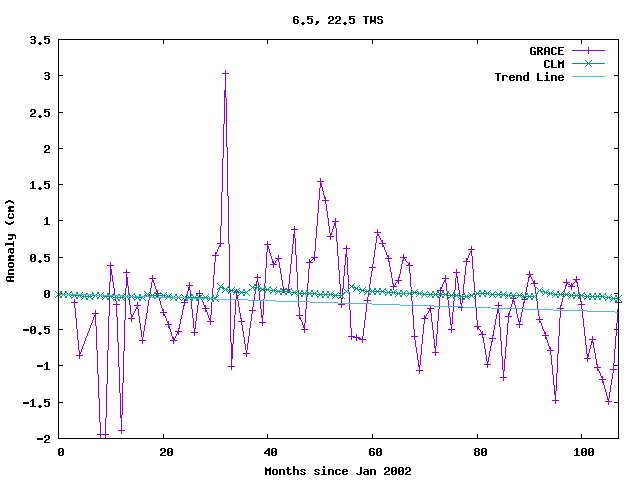 6.5, 22.5 TWS
GRACE
CLM
Trend Line
3.5
3
2.5
2
1.5
1
0.5
0
-0.5
-1
-1.5
-2
Anomaly (cm)
0 20 40 60 80 100
Months since Jan 2002